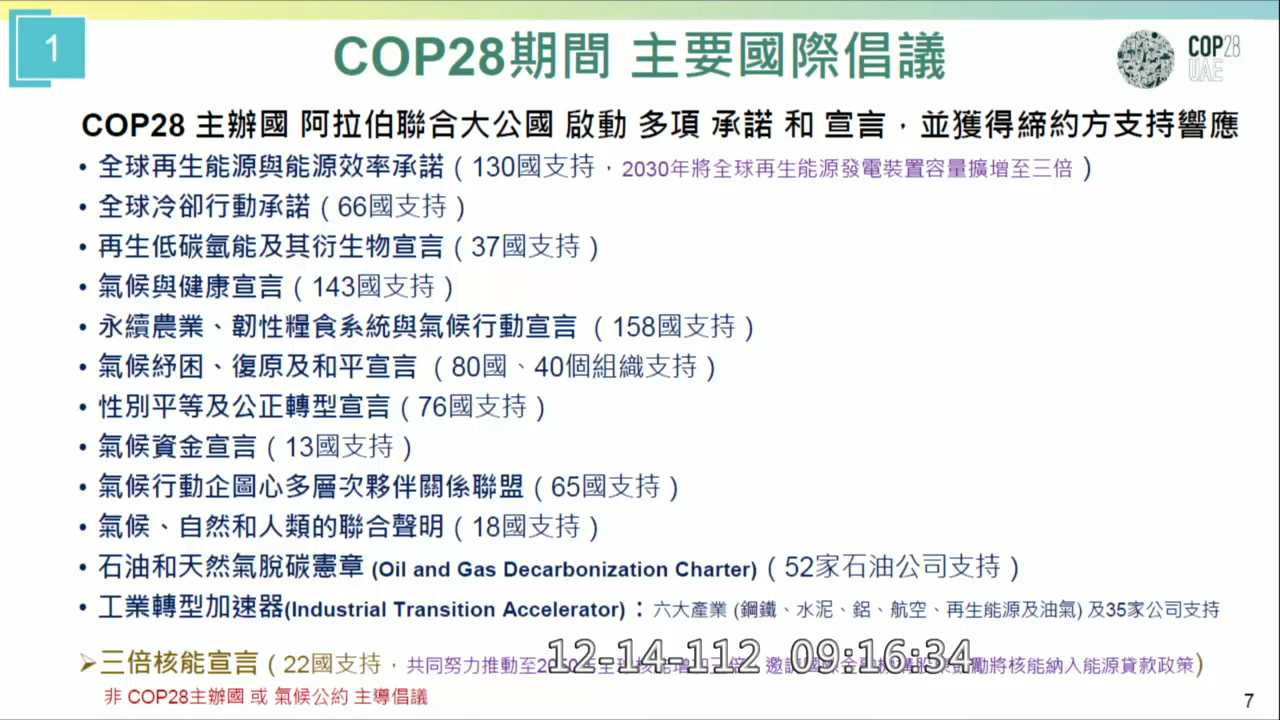 1
COP28期間 主要國際倡議
COP28 UAE
COP28 主辦國 阿拉伯聯合大公國 啟動 多項 承諾 和 宣言，並獲得締約方支持響應
• 全球再生能源與能源效率承諾（130國支持，2030年將全球再生能源發電裝置容量擴增至三倍）
• 全球冷卻行動承諾（66國支持）
• 再生低碳氫能及其衍生物宣言（37國支持）
• 氣候與健康宣言（143國支持）
• 永續農業、韌性糧食系統與氣候行動宣言 （158國支持）
• 氣候紓困、復原及和平宣言 （80國、40個組織支持）
• 性別平等及公正轉型宣言（76國支持）
• 氣候資金宣言（13國支持）
• 氣候行動企圖心多層次夥伴關係聯盟（65國支持）
• 氣候、自然和人類的聯合聲明（18國支持）
• 石油和天然氣脫碳憲章 (Oil and Gas Decarbonization Charter)（52家石油公司支持）
• 工業轉型加速器(Industrial Transition Accelerator)：六大產業 (鋼鐵、水泥、鋁、航空、再生能源及油氣) 及35家公司支持
12-14-112 09:16:34
➢三倍核能宣言（22國支持，共同努力推動至20 勵將核能納入能源貸款政策）
非 COP28主辦國 或 氣候公約 主導倡議
7